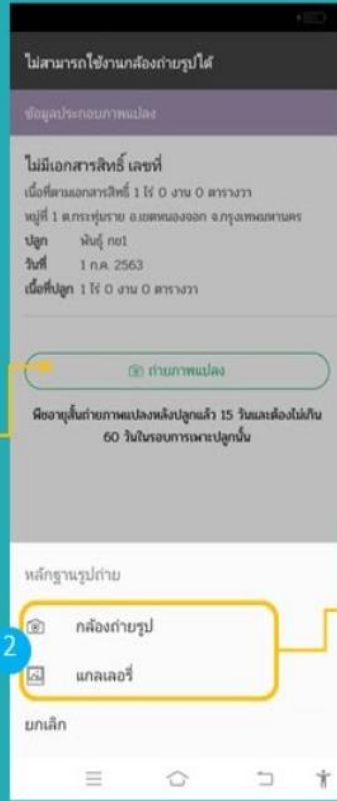 ไม่สามารถใช้งานกล้องถ่ายรูปได้
ข้อมูลประกอบภาพแปลง
ไม่มีเอกสารสิทธิ์ เลขที่
เนื้อที่ตามเอกสารสิทธิ์ 1 ไร่ 0 งาน 0 ตารางวา
หมู่ที่ 1 ต.กระทุ่มราย อ.เขตหนองจอก จ.กรุงเทพมหานคร
ปลูก พันธุ์ กข1
วันที่ 1 ก.ค. 2563
เนื้อที่ปลูก 1 ไร่ 0 งาน 0 ตารางวา
ถ่ายภาพแปลง
พืชอายุสั้นถ่ายภาพแปลงหลังปลูกแล้ว 15 วันและต้องไม่เกิน
60 วันในรอบการเพาะปลูกนั้น
หลักฐานรูปถ่าย
2
กล้องถ่ายรูป
แกลเลอรี่
ยกเลิก